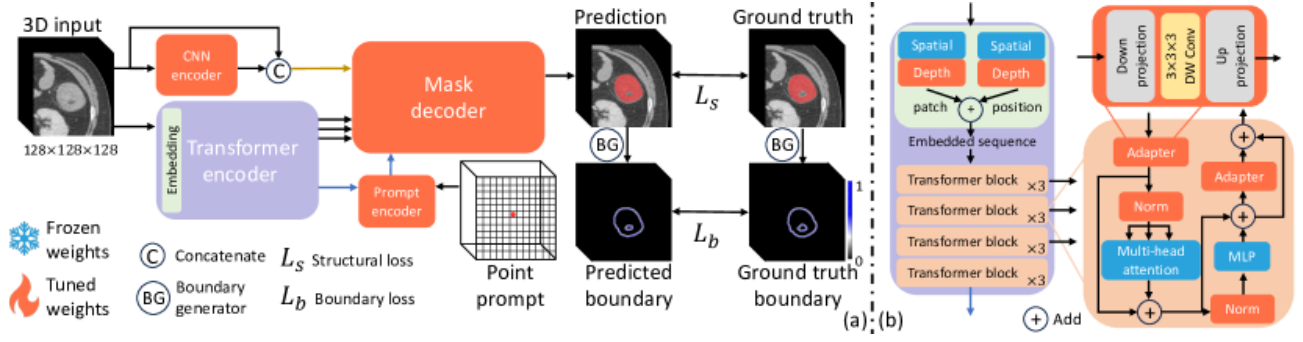 3D input
CNN
encoder
C
128×128×128
Embedding
Transformer
encoder
Mask
decoder
Prompt
encoder
Point
prompt
Prediction
Ground truth
Lₛ
BG
BG
1
0
L_b
Predicted
boundary
Ground truth
boundary
Frozen
weights
Tuned
weights
C Concatenate
BG Boundary
generator
Lₛ Structural loss
L_b Boundary loss
(a)
(b)
Spatial
Spatial
Depth
Depth
patch
+
position
Embedded sequence
Transformer block ×3
Transformer block ×3
Transformer block ×3
Transformer block ×3
+ Add
Down
projection
3×3×3
DW Conv
Up
projection
Adapter
Norm
Multi-head
attention
+
Norm
MLP
+
Adapter
+